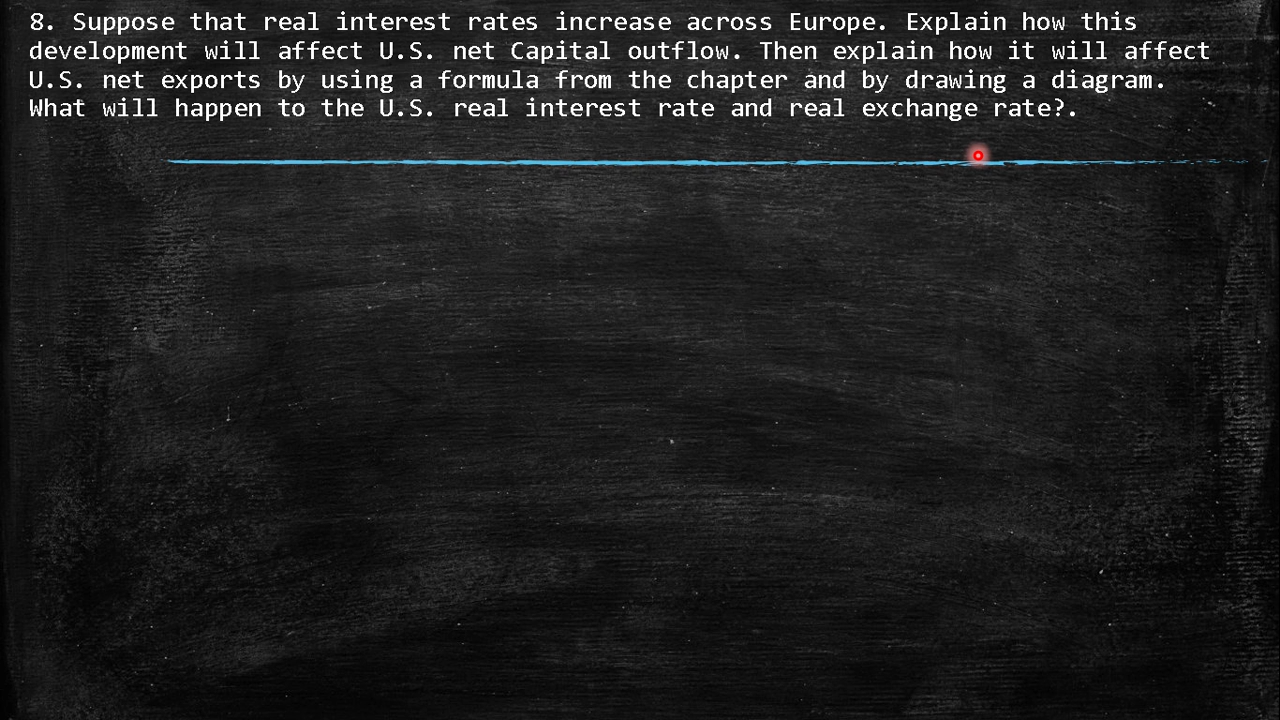 8. Suppose that real interest rates increase across Europe. Explain how this
development will affect U.S. net Capital outflow. Then explain how it will affect
U.S. net exports by using a formula from the chapter and by drawing a diagram.
What will happen to the U.S. real interest rate and real exchange rate?.